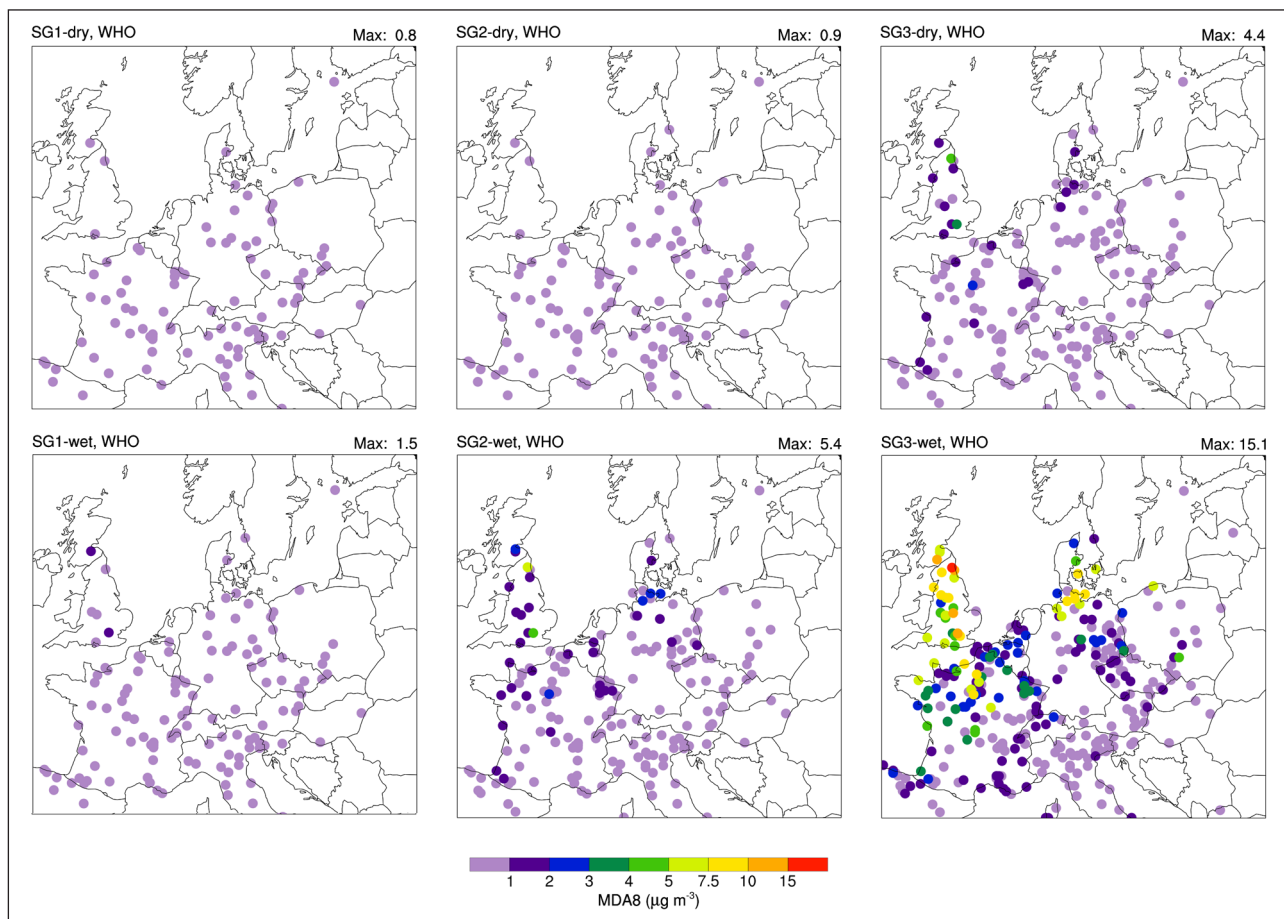 SG1-dry, WHO Max: 0.8
SG2-dry, WHO Max: 0.9
SG3-dry, WHO Max: 4.4
SG1-wet, WHO Max: 1.5
SG2-wet, WHO Max: 5.4
SG3-wet, WHO Max: 15.1
1 2 3 4 5 7.5 10 15
MDA8 (µg m⁻³)